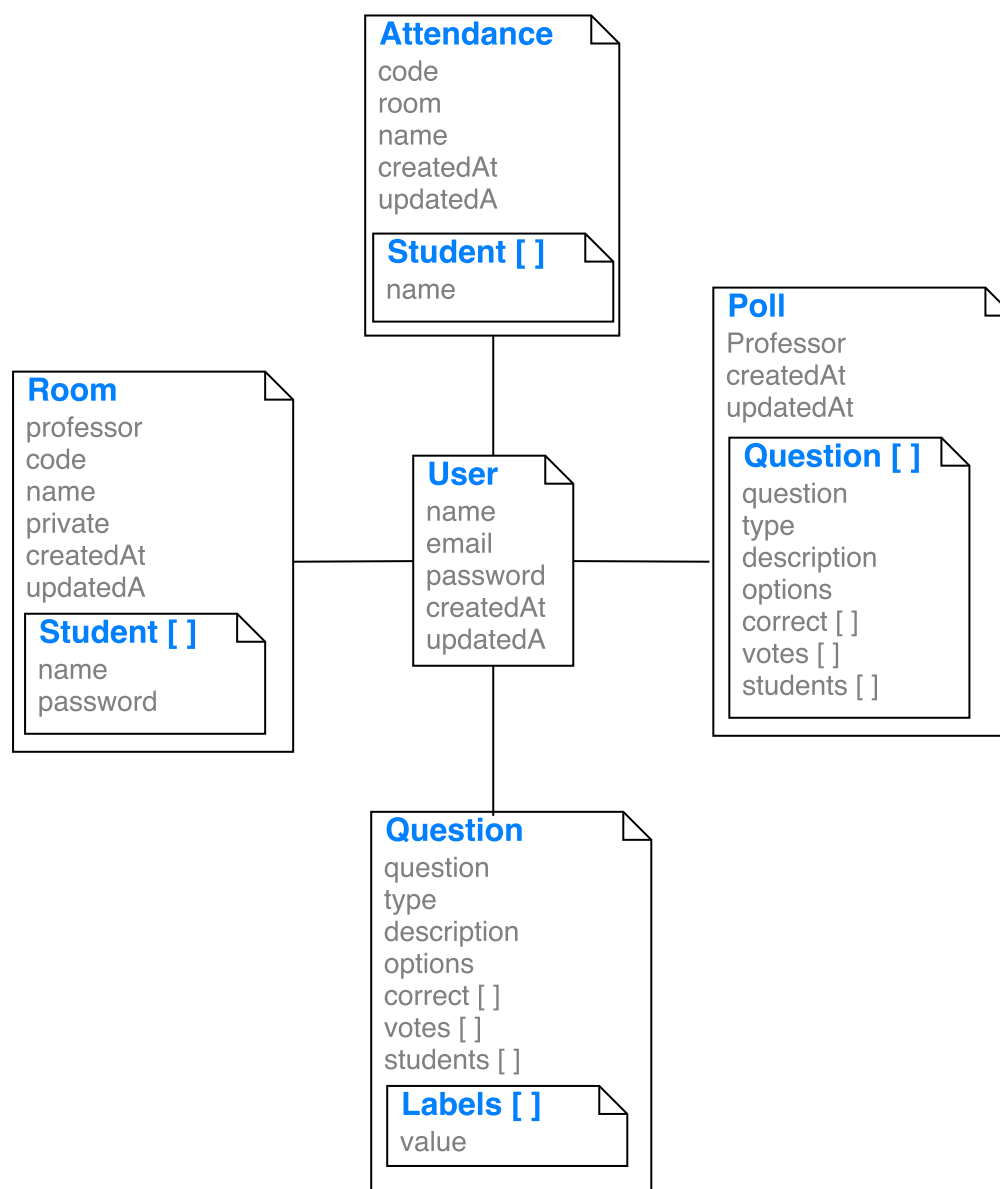 Attendance
code
room
name
createdAt
updatedA
Student [ ]
name
Poll
Professor
createdAt
updatedAt
Question [ ]
question
type
description
options
correct [ ]
votes [ ]
students [ ]
Room
professor
code
name
private
createdAt
updatedA
Student [ ]
name
password
User
name
email
password
createdAt
updatedA
Question
question
type
description
options
correct [ ]
votes [ ]
students [ ]
Labels [ ]
value